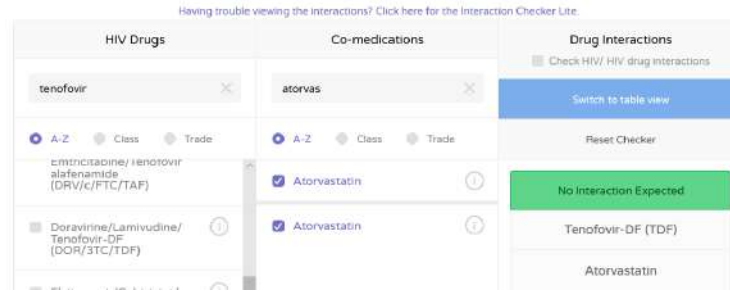 Having trouble viewing the interactions? Click here for the Interaction Checker Lite.
HIV Drugs
tenofovir
A-Z Class Trade
Emtricitabine/Tenofovir
alafenamide
(DRV/c/FTC/TAF)
Doravirine/Lamivudine/
Tenofovir-DF
(DOR/3TC/TDF)
Co-medications
atorvas
A-Z Class Trade
Atorvastatin
Atorvastatin
Drug Interactions
Check HIV/ HIV drug interactions
Switch to table view
Reset Checker
No Interaction Expected
Tenofovir-DF (TDF)
Atorvastatin